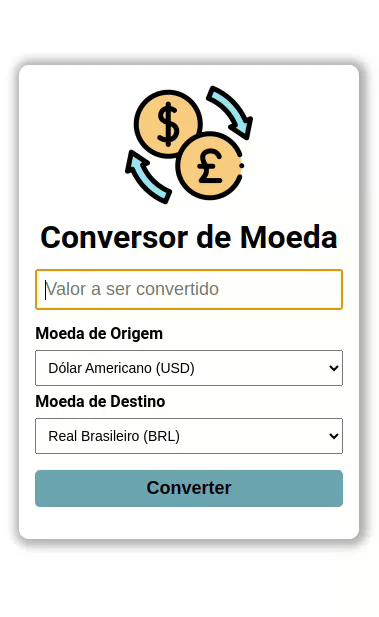 $
£
Conversor de Moeda
Valor a ser convertido
Moeda de Origem
Dólar Americano (USD)
Moeda de Destino
Real Brasileiro (BRL)
Converter